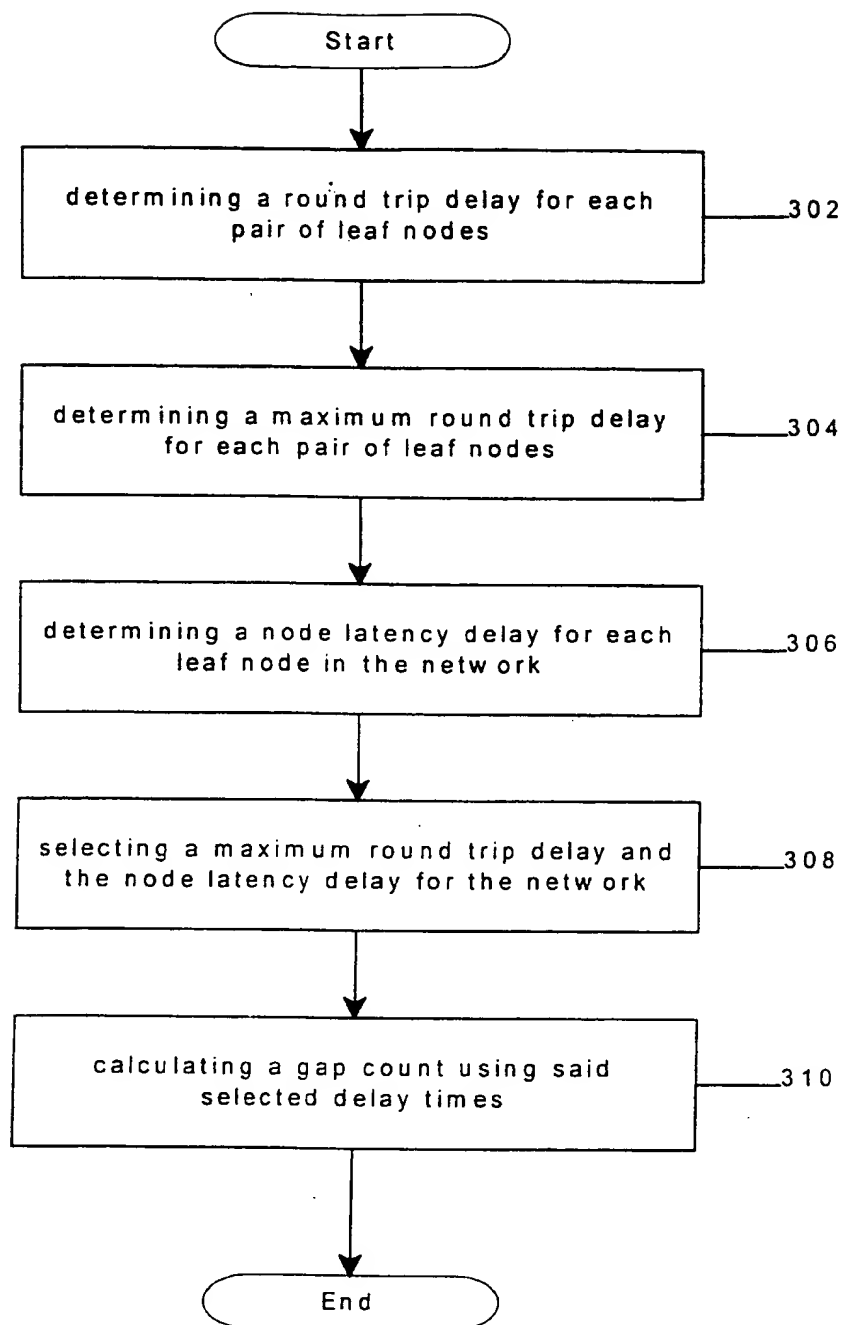 Start
determining a round trip delay for each
pair of leaf nodes
302
determining a maximum round trip delay
for each pair of leaf nodes
304
determining a node latency delay for each
leaf node in the network
306
selecting a maximum round trip delay and
the node latency delay for the network
308
calculating a gap count using said
selected delay times
310
End